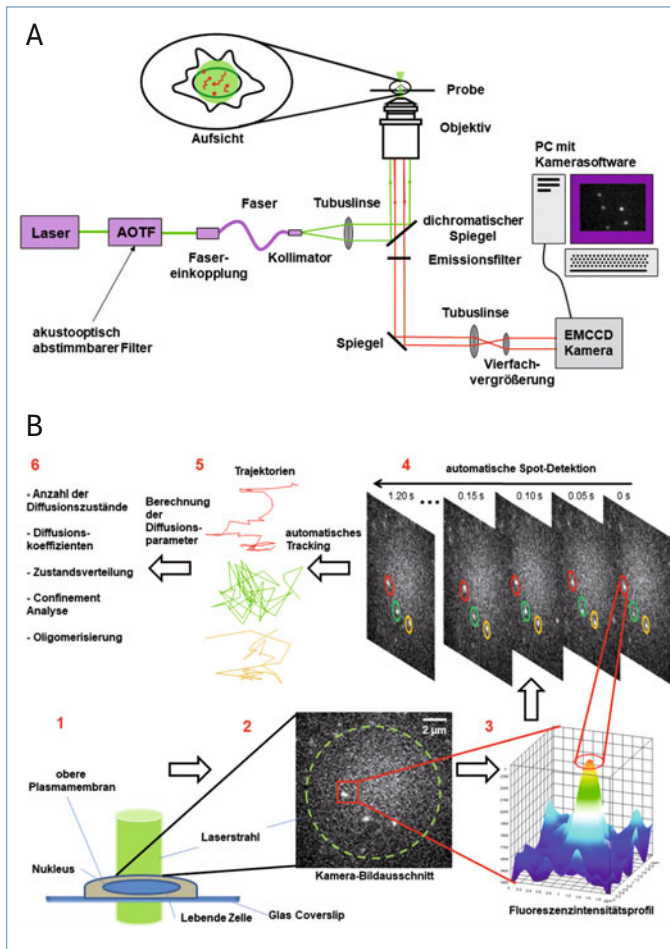 A
Aufsicht
Probe
Objektiv
PC mit
Kamerasoftware
Faser
Tubuslinse
Laser
AOTF
Faser-
einkopplung
Kollimator
dichromatischer
Spiegel
Emissionsfilter
akustooptisch
abstimmbarer Filter
Spiegel
Tubuslinse
Vierfach-
vergrößerung
EMCCD
Kamera
B
6
- Anzahl der
Diffusionszustände
- Diffusions-
koeffizienten
- Zustandsverteilung
- Confinement
Analyse
- Oligomerisierung
Berechnung
der
Diffusions-
parameter
5
Trajektorien
automatisches
Tracking
4
automatische Spot-Detektion
1.20 s
0.15 s
0.10 s
0.05 s
0 s
1
obere
Plasmamembran
Nukleus
Laserstrahl
Lebende Zelle
Glas Coverslip
2
2 µm
Kamera-Bildausschnitt
3
Fluoreszenzintensitätsprofil